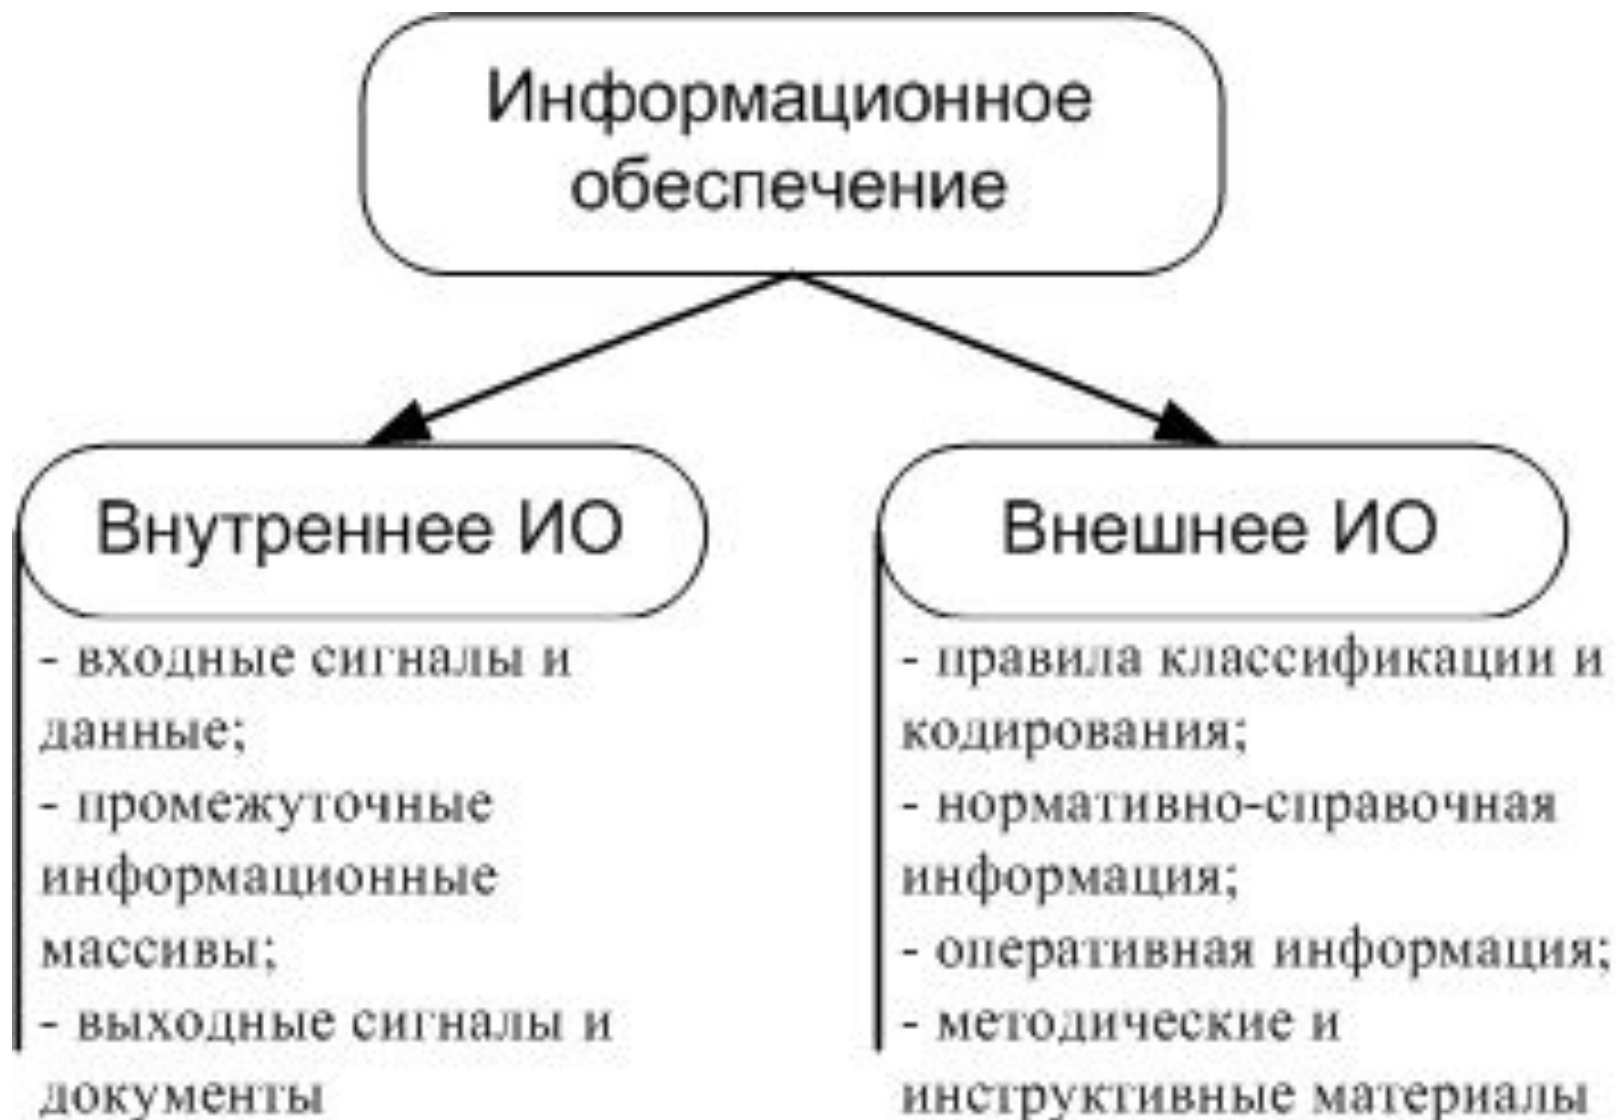 Информационное
обеспечение
Внутреннее ИО
- входные сигналы и
данные;
- промежуточные
информационные
массивы;
- выходные сигналы и
документы
Внешнее ИО
- правила классификации и
кодирования;
- нормативно-справочная
информация;
- оперативная информация;
- методические и
инструктивные материалы